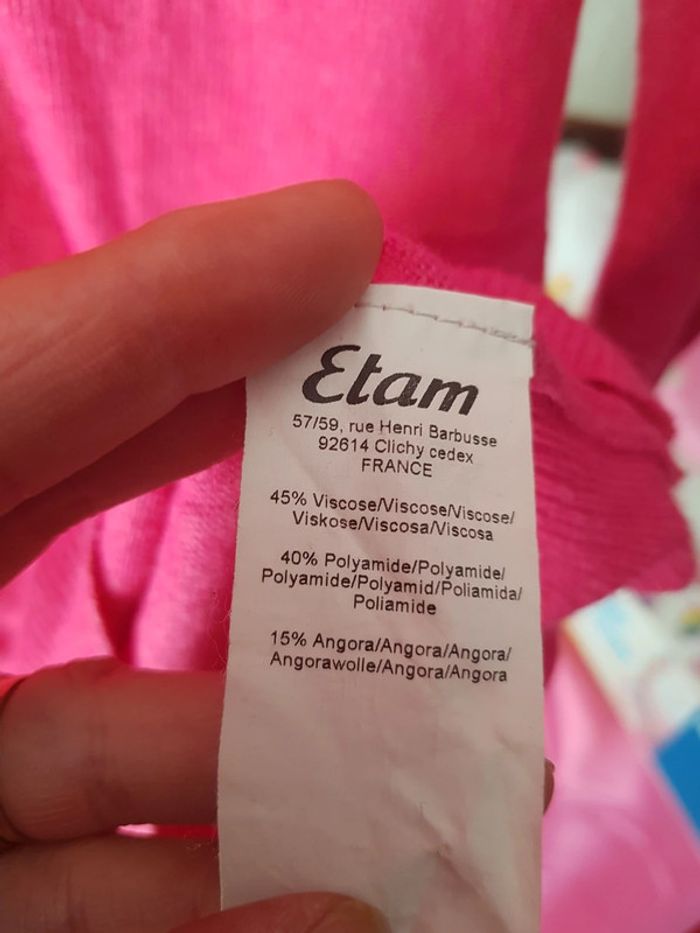 Etam
57/59, rue Henri Barbusse
92614 Clichy cedex
FRANCE
45% Viscose/Viscose/Viscose/
Viskose/Viscosa/Viscosa
40% Polyamide/Polyamide/
Polyamide/Polyamid/Poliamida/
Poliamide
15% Angora/Angora/Angora/
Angorawolle/Angora/Angora